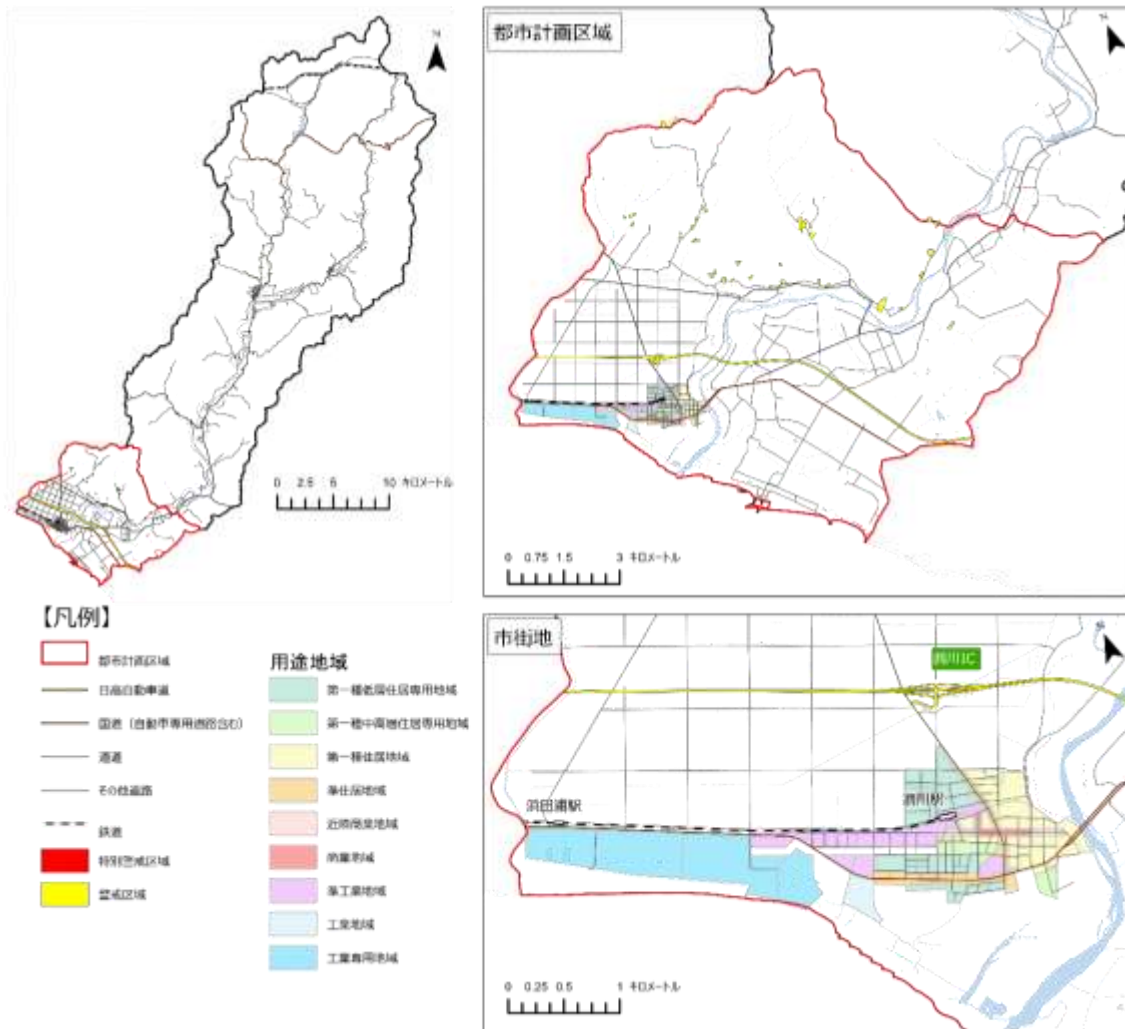 N
0 2.5 5 10 キロメートル
都市計画区域
N
0 0.75 1.5 3 キロメートル
【凡例】
都市計画区域
日高自動車道
国道（自動車専用道路含む）
道道
その他道路
鉄道
特別警戒区域
警戒区域
用途地域
第一種低層住居専用地域
第一種中高層住居専用地域
第一種住居地域
準住居地域
近隣商業地域
商業地域
準工業地域
工業地域
工業専用地域
市街地
鵡川IC
浜田浦駅
鵡川駅
0 0.25 0.5 1 キロメートル